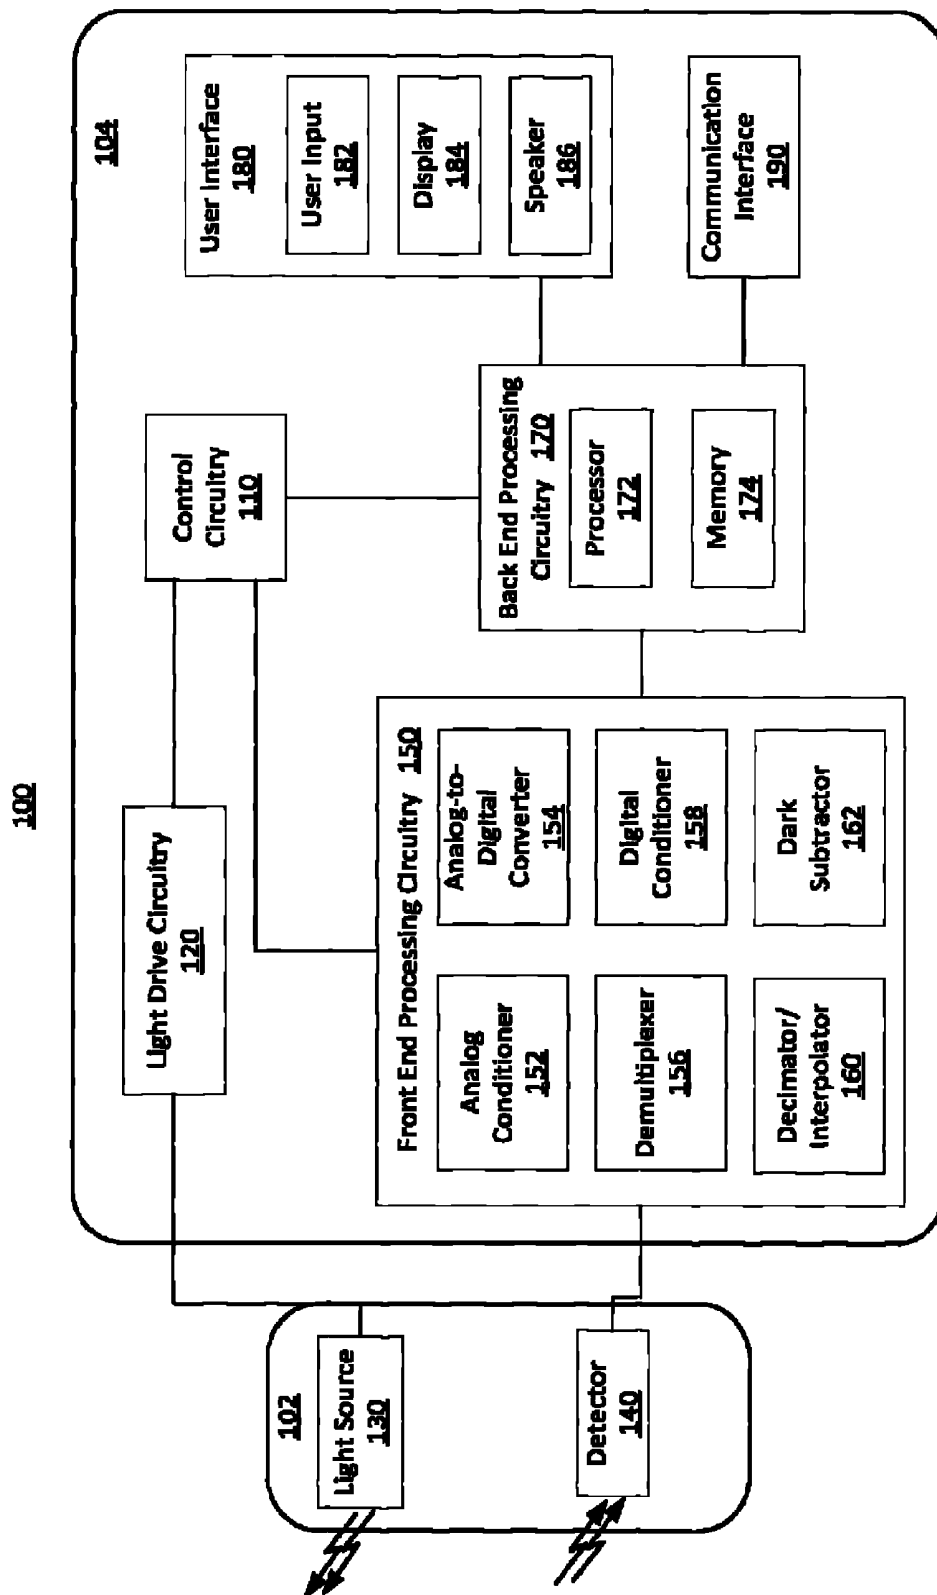 100
104
Light Drive Circuitry
120
Control
Circuitry
110
User Interface
180
User Input
182
Display
184
Speaker
186
102
Light Source
130
Detector
140
Front End Processing Circuitry 150
Analog
Conditioner
152
Analog-to-
Digital
Converter
154
Demultiplexer
156
Digital
Conditioner
158
Decimator/
Interpolator
160
Dark
Subtractor
162
Back End Processing
Circuitry 170
Processor
172
Memory
174
Communication
Interface
190